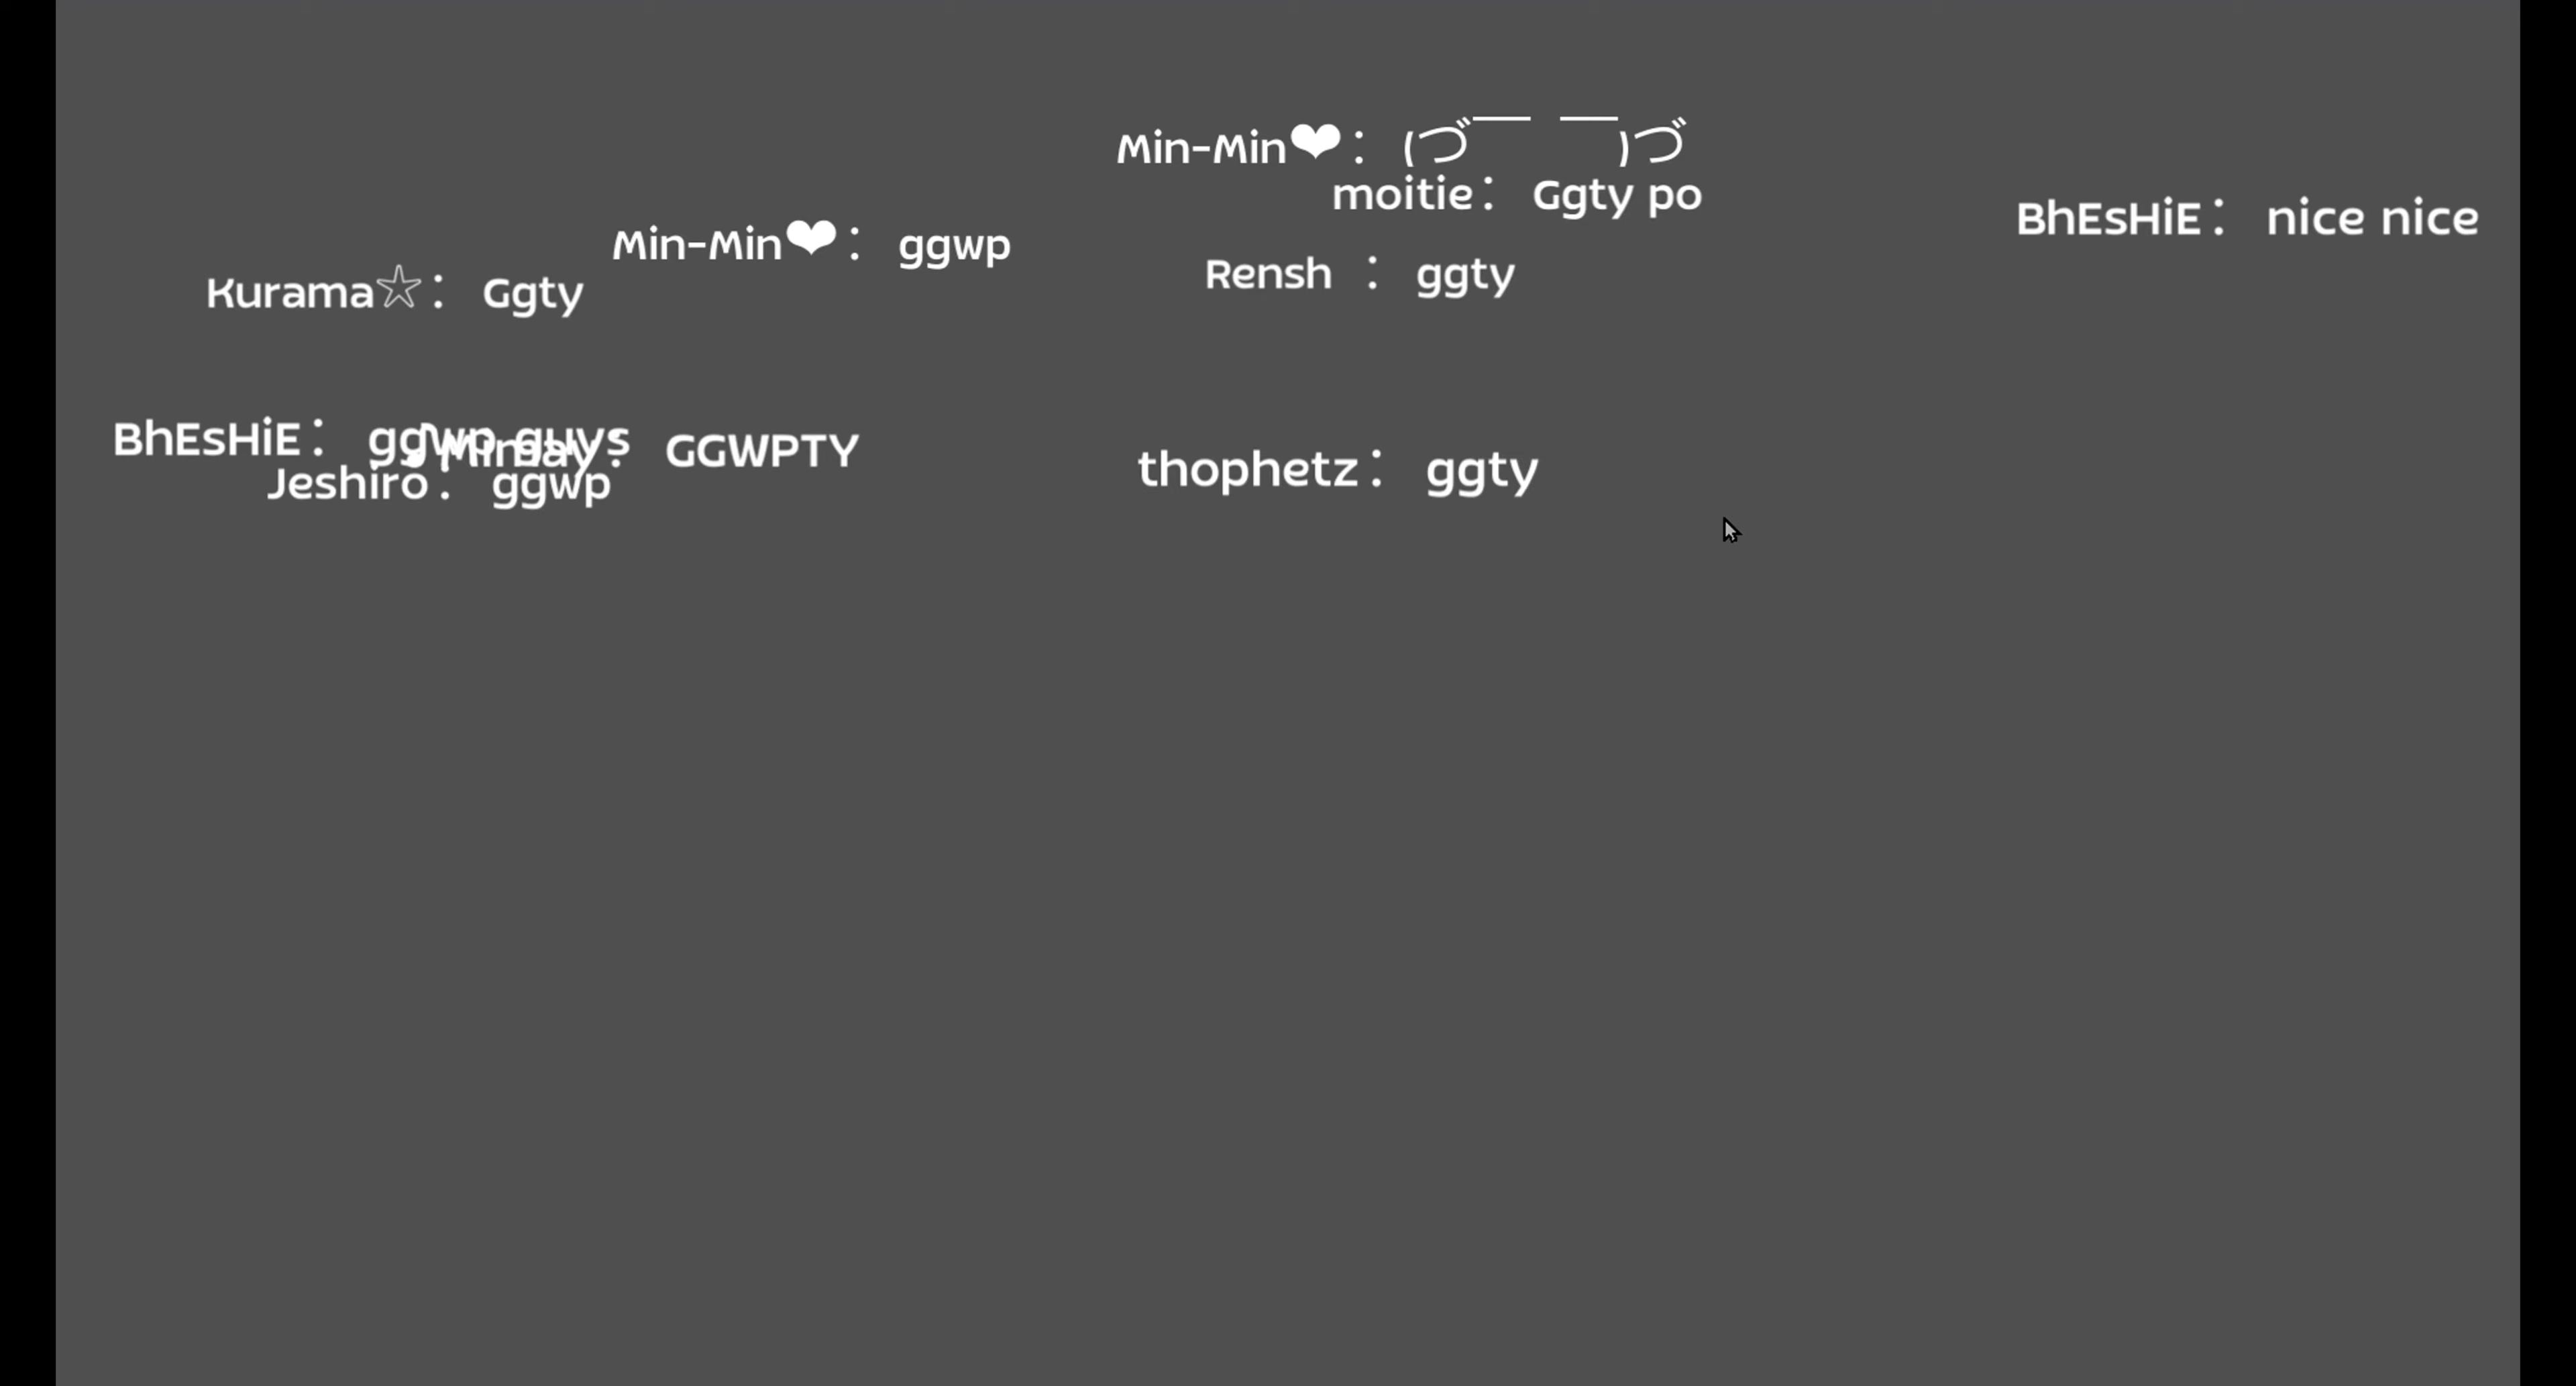 Min-Min❤： (づ￣ ￣)づ
moitie： Ggty po
BhEsHiE： nice nice
Min-Min❤： ggwp
Rensh ： ggty
Kurama☆： Ggty
BhEsHiE： ggwp guys
GGWPTY
thophetz： ggty
Jeshiro： ggwp